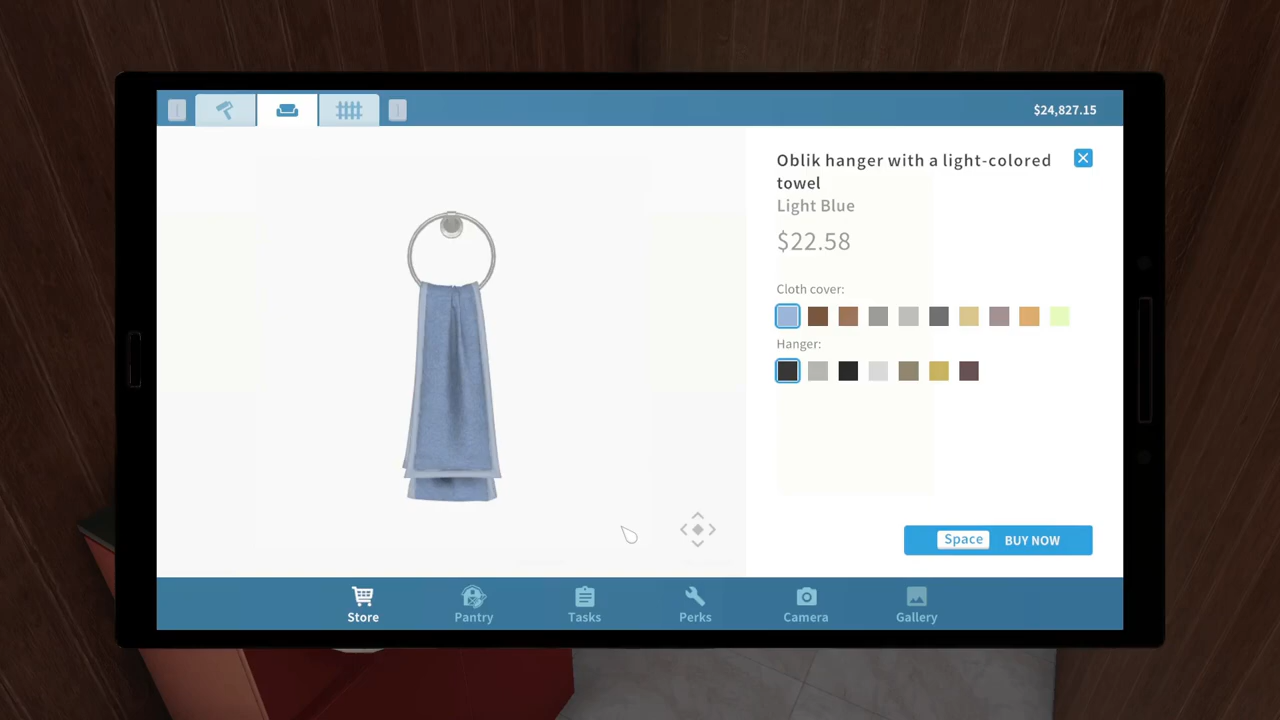 $24,827.15
Oblik hanger with a light-colored
towel
Light Blue
$22.58
Cloth cover:
Hanger:
Space BUY NOW
Store Pantry Tasks Perks Camera Gallery